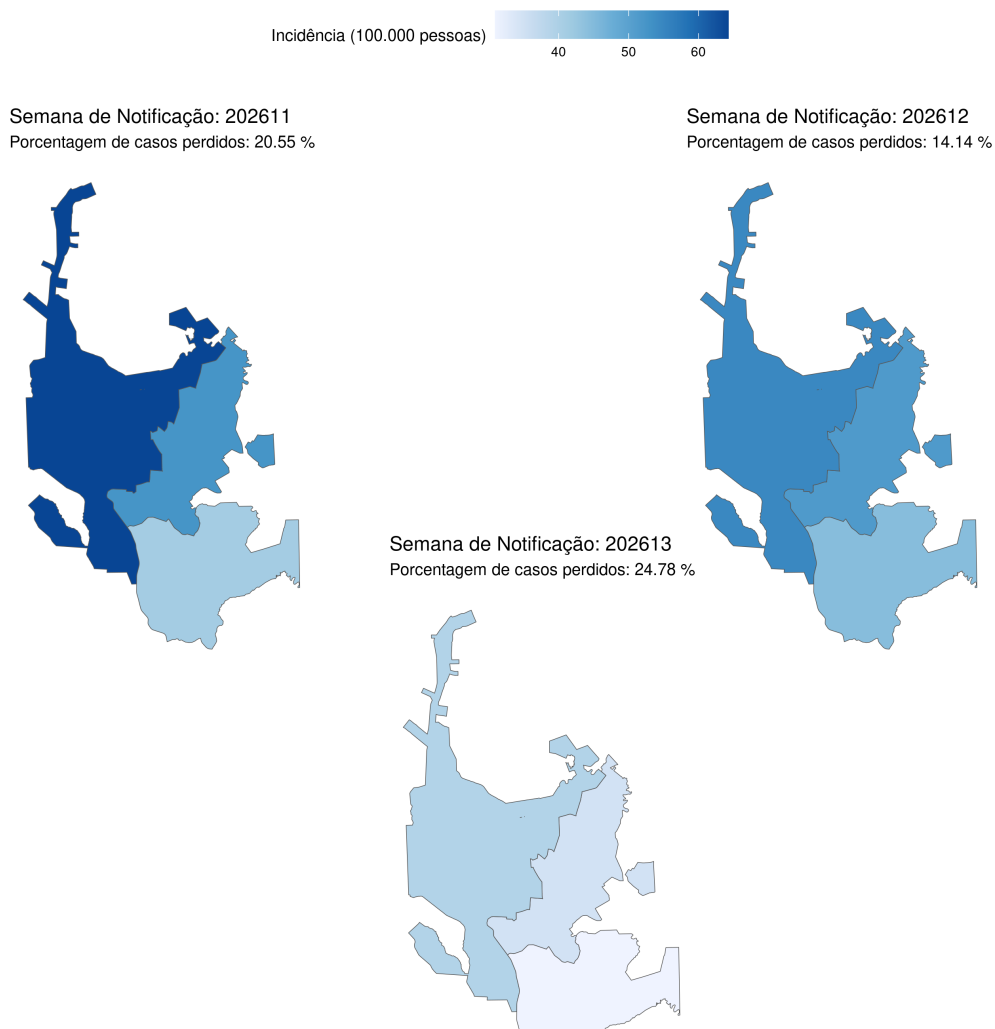 Incidência (100.000 pessoas)
40 50 60
Semana de Notificação: 202611
Porcentagem de casos perdidos: 20.55 %
Semana de Notificação: 202612
Porcentagem de casos perdidos: 14.14 %
Semana de Notificação: 202613
Porcentagem de casos perdidos: 24.78 %